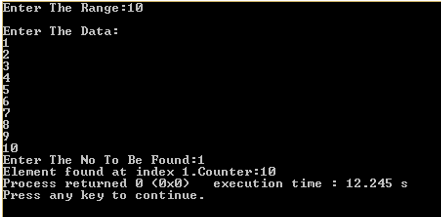 Enter The Range:10
Enter The Data:
1
2
3
4
5
6
7
8
9
10
Enter The No To Be Found:1
Element found at index 1.Counter:10
Process returned 0 (0x0)   execution time : 12.245 s
Press any key to continue.